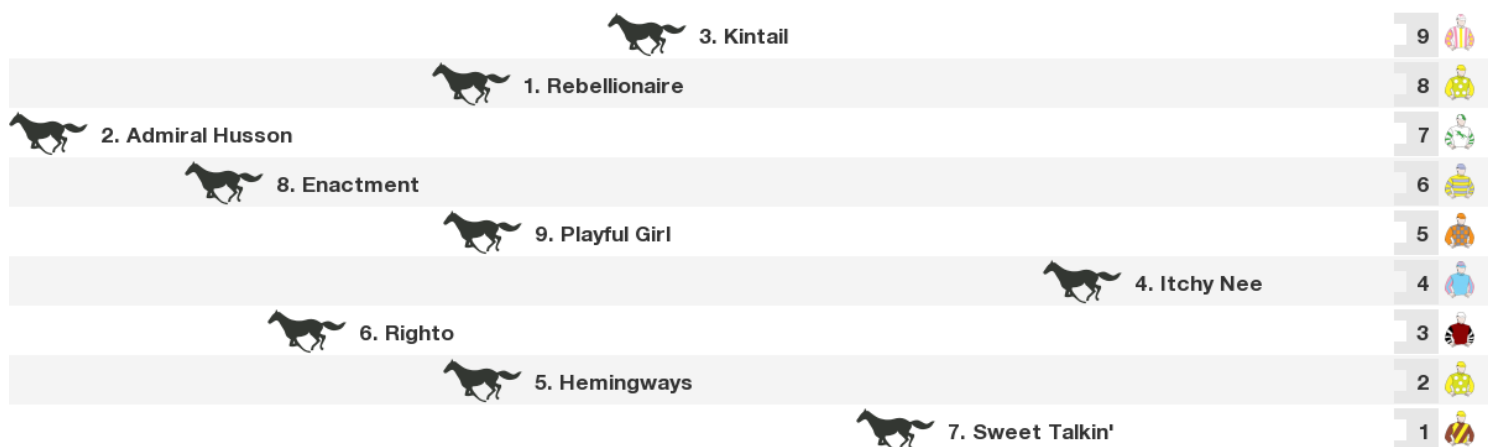 3. Kintail 9
1. Rebellionaire 8
2. Admiral Husson 7
8. Enactment 6
9. Playful Girl 5
4. Itchy Nee 4
6. Righto 3
5. Hemingways 2
7. Sweet Talkin' 1